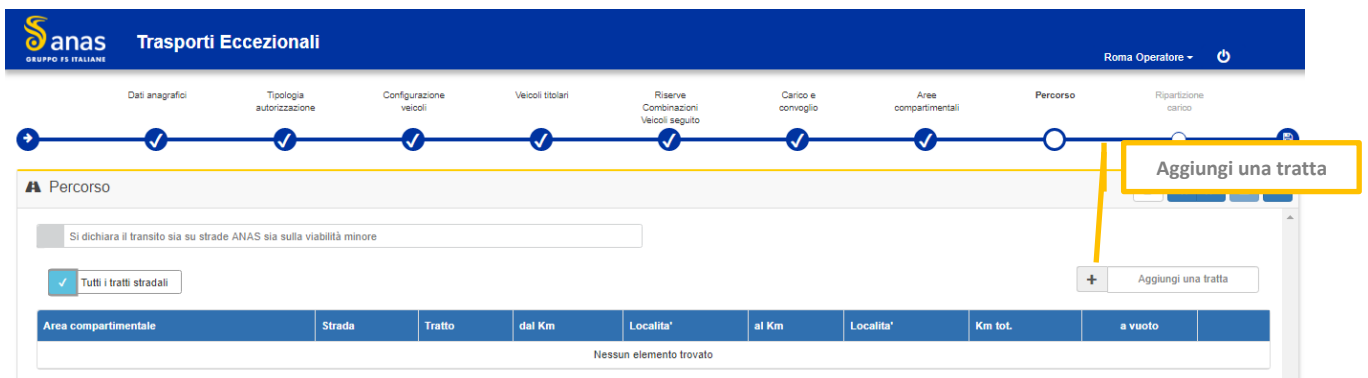 anas
GRUPPO FS ITALIANE
Trasporti Eccezionali
Roma Operatore
Dati anagrafici
Tipologia
autorizzazione
Configurazione
veicoli
Veicoli titolari
Riserve
Combinazioni
Veicoli seguito
Carico e
convoglio
Aree
compartimentali
Percorso
Ripartizione
carico
Aggiungi una tratta
Percorso
Si dichiara il transito sia su strade ANAS sia sulla viabilità minore
Tutti i tratti stradali
+ Aggiungi una tratta
Area compartimentale Strada Tratto dal Km Localita' al Km Localita' Km tot. a vuoto
Nessun elemento trovato